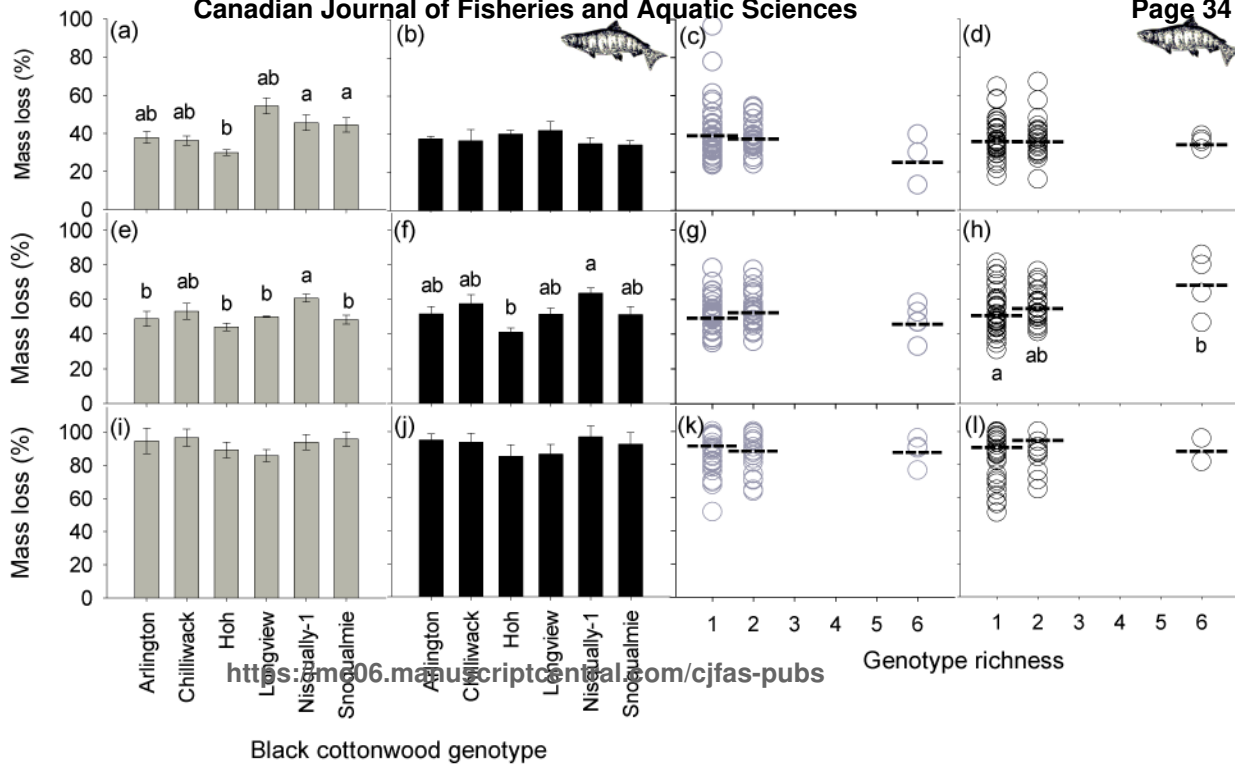 Canadian Journal of Fisheries and Aquatic Sciences Page 34
(a) (b) (c) (d)
Mass loss (%)
100
80
60
40
20
0
ab ab b ab a a
(e) (f) (g) (h)
Mass loss (%)
100
80
60
40
20
0
b ab b b a b
ab ab b ab a ab
a ab b
(i) (j) (k) (l)
Mass loss (%)
100
80
60
40
20
0
Arlington Chilliwack Hoh Longview Nisqually-1 Snoqualmie
Arlington Chilliwack Hoh Longview Nisqually-1 Snoqualmie
1 2 3 4 5 6
1 2 3 4 5 6
Genotype richness
https://mc06.manuscriptcentral.com/cjfas-pubs
Black cottonwood genotype